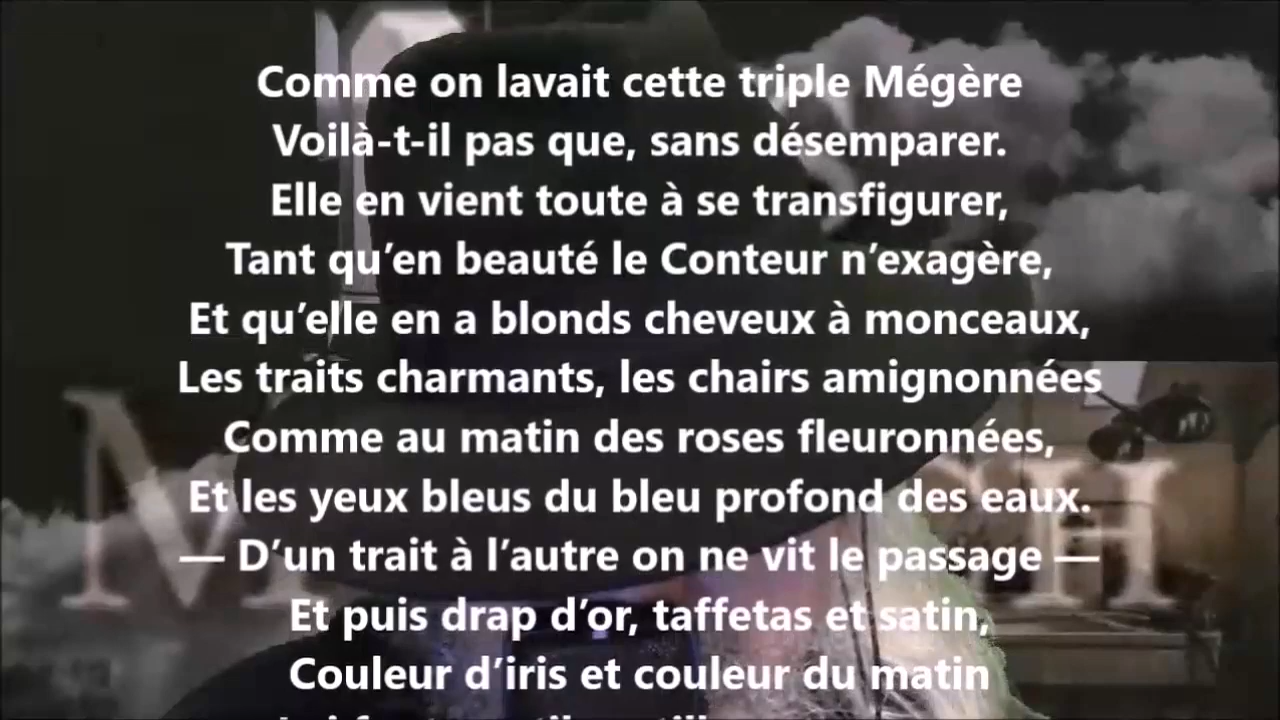 Comme on lavait cette triple Mégère
Voilà-t-il pas que, sans désemparer.
Elle en vient toute à se transfigurer,
Tant qu’en beauté le Conteur n’exagère,
Et qu’elle en a blonds cheveux à monceaux,
Les traits charmants, les chairs amignonnées
Comme au matin des roses fleuronnées,
Et les yeux bleus du bleu profond des eaux.
— D’un trait à l’autre on ne vit le passage —
Et puis drap d’or, taffetas et satin,
Couleur d’iris et couleur du matin